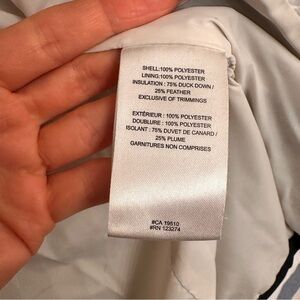 SHELL:100% POLYESTER
LINING:100% POLYESTER
INSULATION : 75% DUCK DOWN /
25% FEATHER
EXCLUSIVE OF TRIMMINGS
EXTÉRIEUR : 100% POLYESTER
DOUBLURE : 100% POLYESTER
ISOLANT : 75% DUVET DE CANARD /
25% PLUME
GARNITURES NON COMPRISES
#CA 19810
#RN 123274